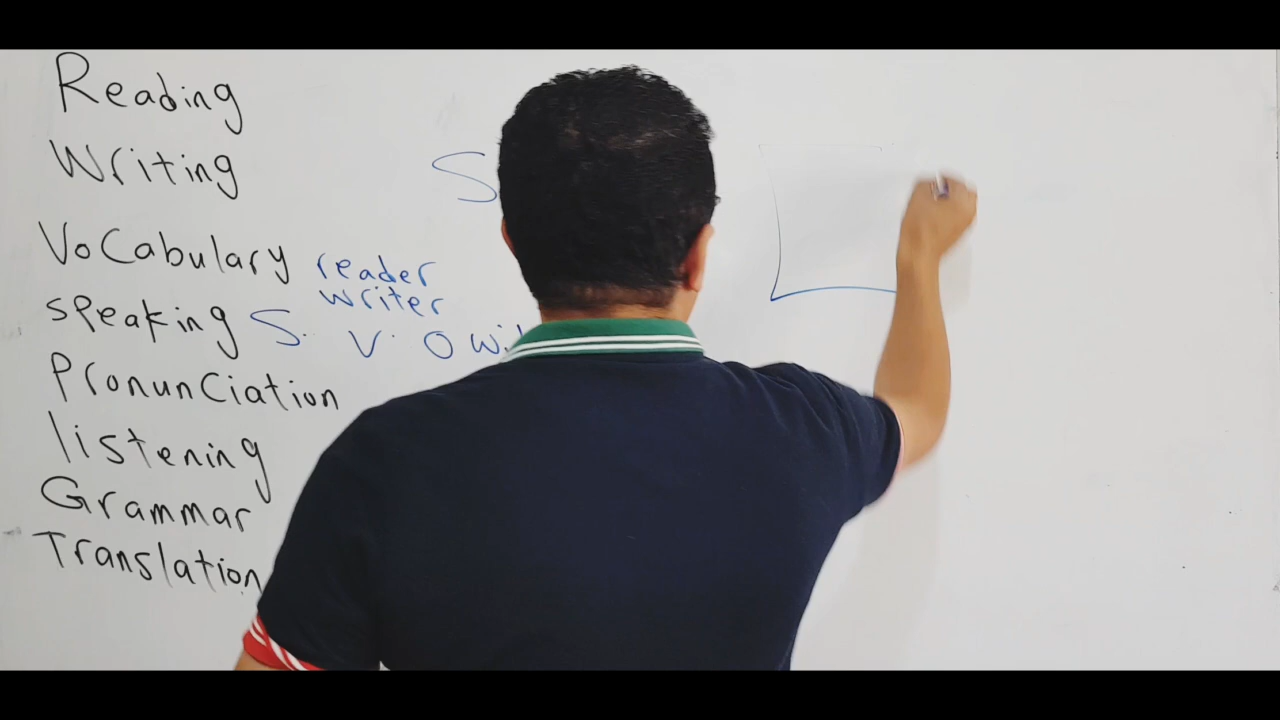 Reading
Writing
S
VoCabulary reader
writer
speaking S. V. O
PronunCiation
listening
Grammar
Translation